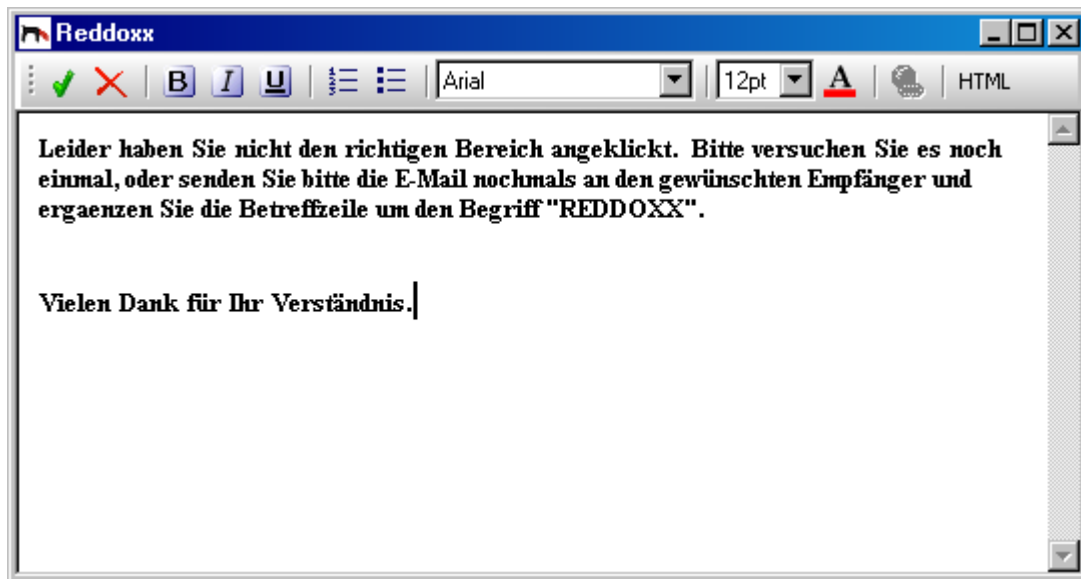 Reddoxx
B I U Arial 12pt A HTML
Leider haben Sie nicht den richtigen Bereich angeklickt.  Bitte versuchen Sie es noch
einmal, oder senden Sie bitte die E-Mail nochmals an den gewünschten Empfänger und
ergaenzen Sie die Betreffzeile um den Begriff "REDDOXX".
Vielen Dank für Ihr Verständnis.